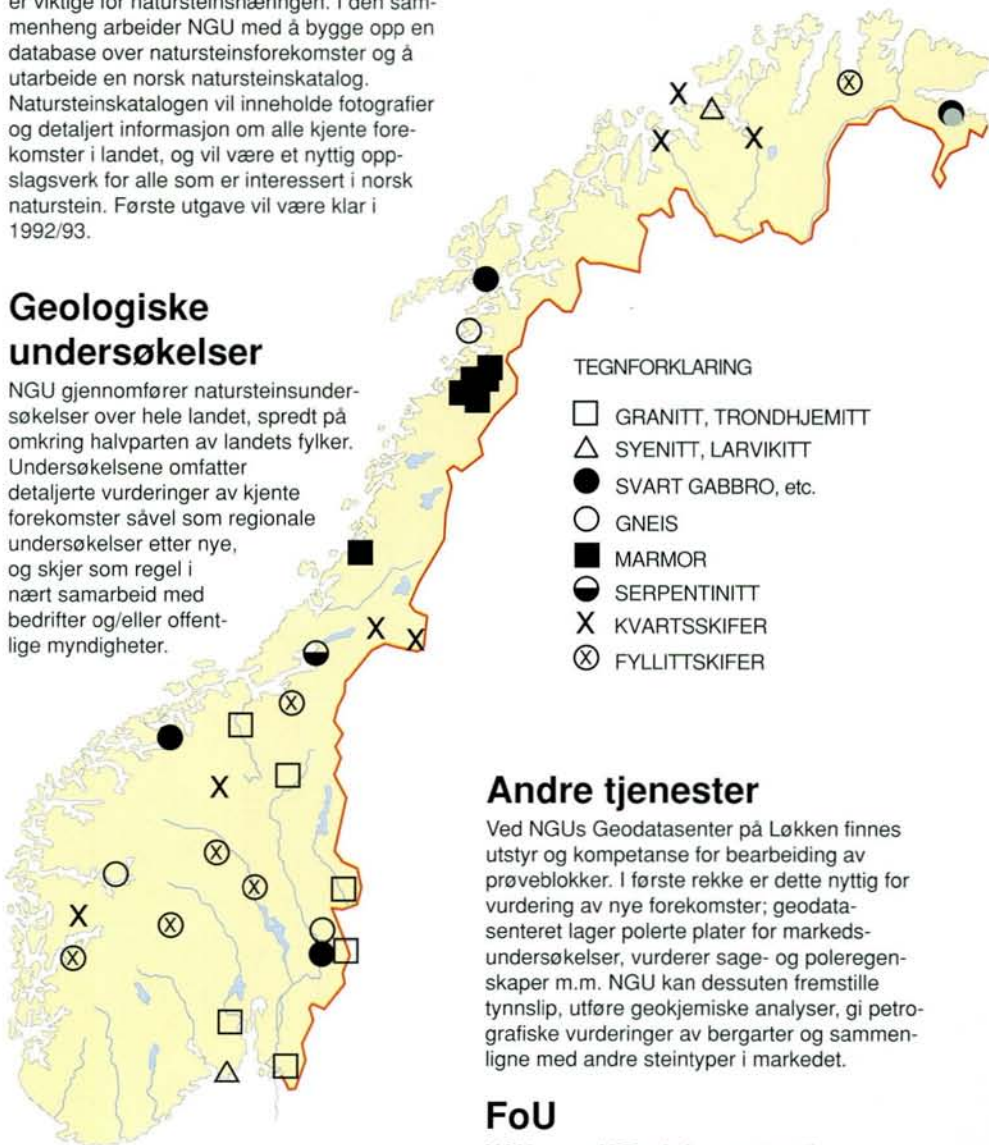 er viktige for natursteinsnæringen. I den sam-
menheng arbeider NGU med å bygge opp en
database over natursteinsforekomster og å
utarbeide en norsk natursteinskatalog.
Natursteinskatalogen vil inneholde fotografier
og detaljert informasjon om alle kjente fore-
komster i landet, og vil være et nyttig opp-
slagsverk for alle som er interessert i norsk
naturstein. Første utgave vil være klar i
1992/93.
Geologiske
undersøkelser
NGU gjennomfører natursteinsunder-
søkelser over hele landet, spredt på
omkring halvparten av landets fylker.
Undersøkelsene omfatter
detaljerte vurderinger av kjente
forekomster såvel som regionale
undersøkelser etter nye,
og skjer som regel i
nært samarbeid med
bedrifter og/eller offent-
lige myndigheter.
TEGNFORKLARING
GRANITT, TRONDHJEMITT
SYENITT, LARVIKITT
SVART GABBRO, etc.
GNEIS
MARMOR
SERPENTINITT
X KVARTSSKIFER
FYLLITTSKIFER
Andre tjenester
Ved NGUs Geodatasenter på Løkken finnes
utstyr og kompetanse for bearbeiding av
prøveblokker. I første rekke er dette nyttig for
vurdering av nye forekomster; geodata-
senteret lager polerte plater for markeds-
undersøkelser, vurderer sage- og poleregen-
skaper m.m. NGU kan dessuten fremstille
tynnslip, utføre geokjemiske analyser, gi petro-
grafiske vurderinger av bergarter og sammen-
ligne med andre steintyper i markedet.
FoU